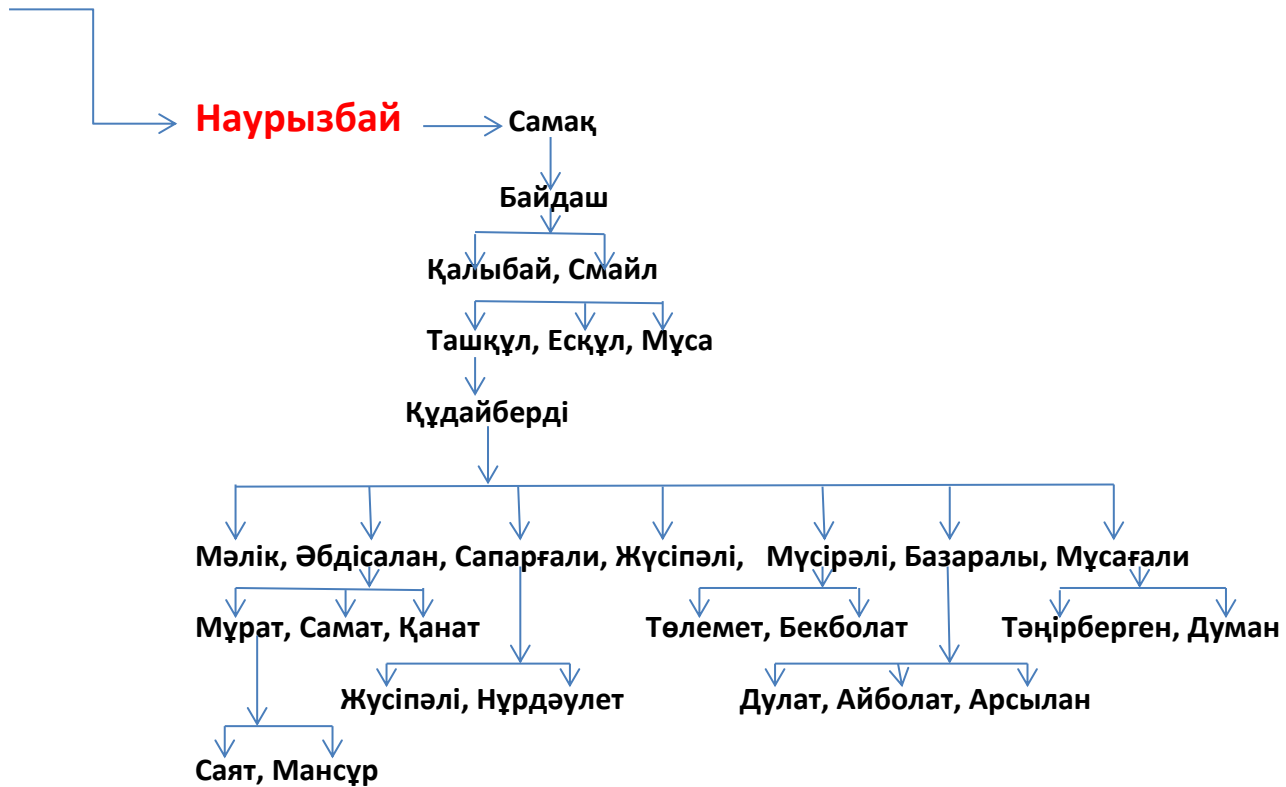 Наурызбай Самақ
Байдаш
Қалыбай, Смайл
Ташқұл, Есқұл, Мұса
Құдайберді
Мәлік, Әбдісалан, Сапарғали, Жүсіпәлі, Мүсірәлі, Базаралы, Мұсағали
Мұрат, Самат, Қанат Төлемет, Бекболат Тәңірберген, Думан
Жусіпәлі, Нұрдәулет Дулат, Айболат, Арсылан
Саят, Мансұр